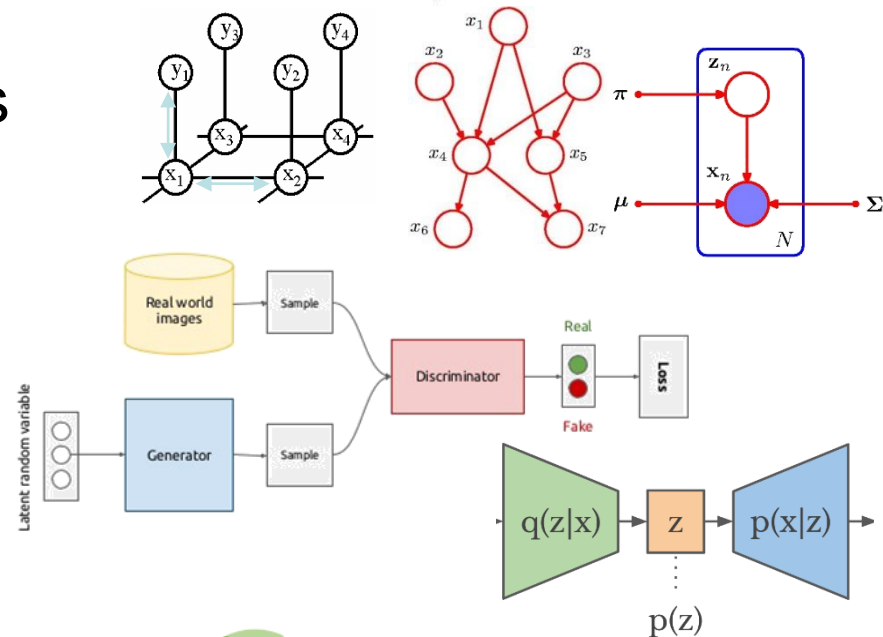 s
y₁
y₃
y₂
y₄
x₃
x₄
x₁
x₂
x₁
x₂
x₃
x₄
x₅
x₆
x₇
π
zₙ
xₙ
μ
Σ
N
Real world
images
Sample
Discriminator
Real
Fake
Loss
Latent random variable
Generator
Sample
q(z|x)
z
p(x|z)
p(z)